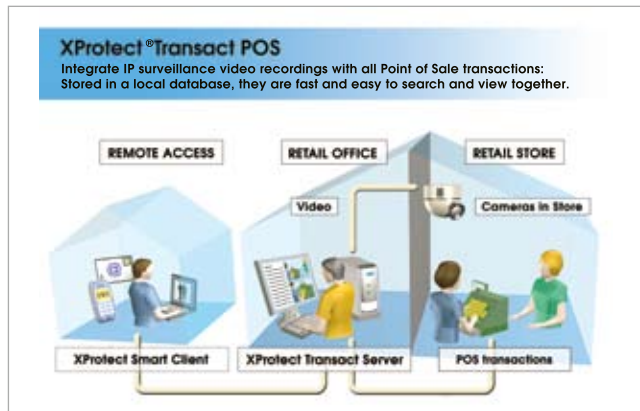 XProtect ®Transact POS
Integrate IP surveillance video recordings with all Point of Sale transactions:
Stored in a local database, they are fast and easy to search and view together.
REMOTE ACCESS
RETAIL OFFICE
RETAIL STORE
Video
Cameras in Store
@
XProtect Smart Client
XProtect Transact Server
POS transactions